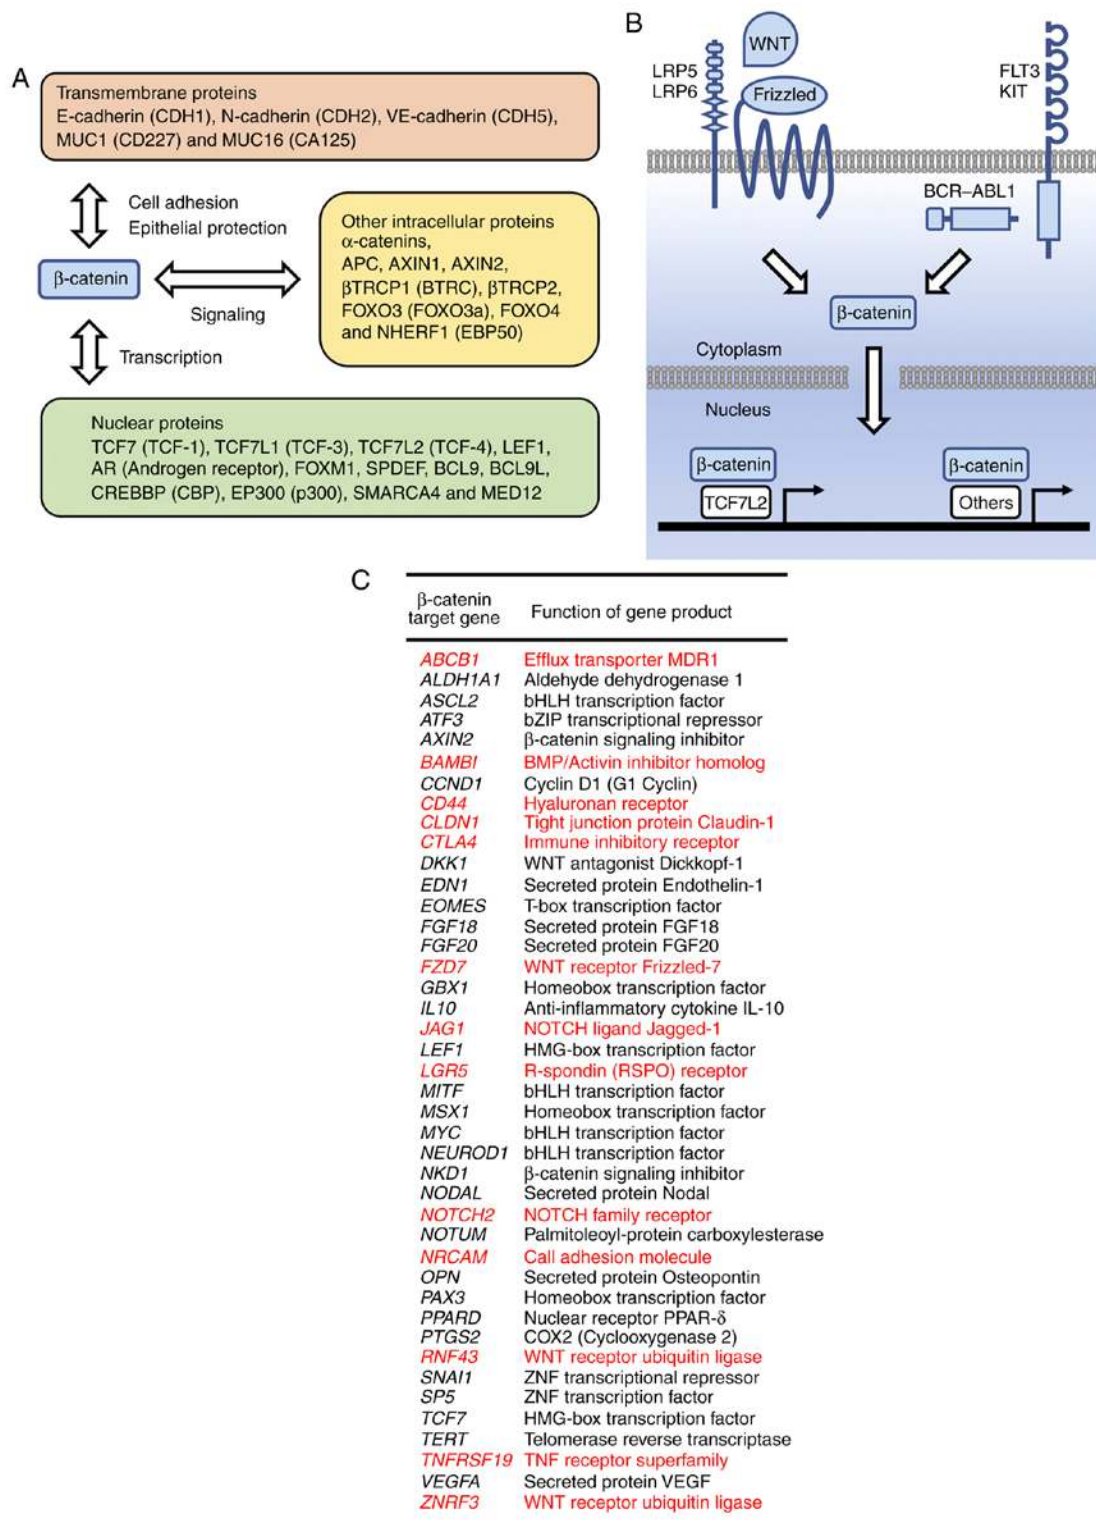 A
Transmembrane proteins
E-cadherin (CDH1), N-cadherin (CDH2), VE-cadherin (CDH5),
MUC1 (CD227) and MUC16 (CA125)
Cell adhesion
Epithelial protection
β-catenin
Signaling
Other intracellular proteins
α-catenins,
APC, AXIN1, AXIN2,
βTRCP1 (BTRC), βTRCP2,
FOXO3 (FOXO3a), FOXO4
and NHERF1 (EBP50)
Transcription
Nuclear proteins
TCF7 (TCF-1), TCF7L1 (TCF-3), TCF7L2 (TCF-4), LEF1,
AR (Androgen receptor), FOXM1, SPDEF, BCL9, BCL9L,
CREBBP (CBP), EP300 (p300), SMARCA4 and MED12
B
WNT
LRP5
LRP6
Frizzled
FLT3
KIT
BCR–ABL1
β-catenin
Cytoplasm
Nucleus
β-catenin
TCF7L2
β-catenin
Others
C
β-catenin
target gene
Function of gene product
ABCB1 Efflux transporter MDR1
ALDH1A1 Aldehyde dehydrogenase 1
ASCL2 bHLH transcription factor
ATF3 bZIP transcriptional repressor
AXIN2 β-catenin signaling inhibitor
BAMBI BMP/Activin inhibitor homolog
CCND1 Cyclin D1 (G1 Cyclin)
CD44 Hyaluronan receptor
CLDN1 Tight junction protein Claudin-1
CTLA4 Immune inhibitory receptor
DKK1 WNT antagonist Dickkopf-1
EDN1 Secreted protein Endothelin-1
EOMES T-box transcription factor
FGF18 Secreted protein FGF18
FGF20 Secreted protein FGF20
FZD7 WNT receptor Frizzled-7
GBX1 Homeobox transcription factor
IL10 Anti-inflammatory cytokine IL-10
JAG1 NOTCH ligand Jagged-1
LEF1 HMG-box transcription factor
LGR5 R-spondin (RSPO) receptor
MITF bHLH transcription factor
MSX1 Homeobox transcription factor
MYC bHLH transcription factor
NEUROD1 bHLH transcription factor
NKD1 β-catenin signaling inhibitor
NODAL Secreted protein Nodal
NOTCH2 NOTCH family receptor
NOTUM Palmitoleoyl-protein carboxylesterase
NRCAM Call adhesion molecule
OPN Secreted protein Osteopontin
PAX3 Homeobox transcription factor
PPARD Nuclear receptor PPAR-δ
PTGS2 COX2 (Cyclooxygenase 2)
RNF43 WNT receptor ubiquitin ligase
SNAI1 ZNF transcriptional repressor
SP5 ZNF transcription factor
TCF7 HMG-box transcription factor
TERT Telomerase reverse transcriptase
TNFRSF19 TNF receptor superfamily
VEGFA Secreted protein VEGF
ZNRF3 WNT receptor ubiquitin ligase